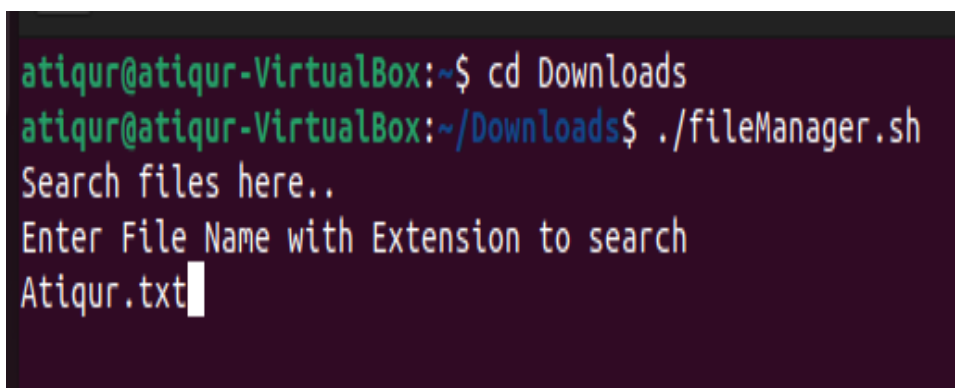 atiqur@atiqur-VirtualBox:~$ cd Downloads
atiqur@atiqur-VirtualBox:~/Downloads$ ./fileManager.sh
Search files here..
Enter File Name with Extension to search
Atiqur.txt